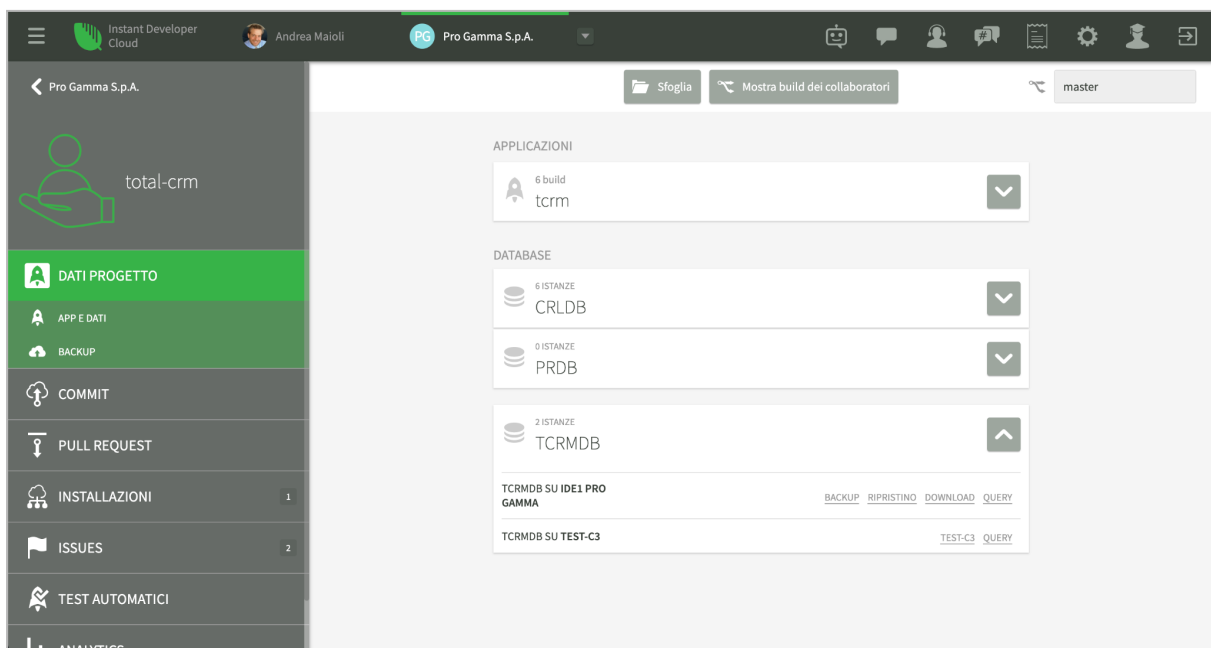 Instant Developer
Cloud
Andrea Maioli
PG Pro Gamma S.p.A.
Pro Gamma S.p.A.
Sfoglia
Mostra build dei collaboratori
master
total-crm
APPLICAZIONI
6 build
tcrm
DATABASE
DATI PROGETTO
6 ISTANZE
CRLDB
APP E DATI
BACKUP
0 ISTANZE
PRDB
COMMIT
2 ISTANZE
TCRMDB
PULL REQUEST
TCRMDB SU IDE1 PRO
GAMMA
BACKUP RIPRISTINO DOWNLOAD QUERY
INSTALLAZIONI 1
TCRMDB SU TEST-C3
TEST-C3 QUERY
ISSUES 2
TEST AUTOMATICI
ANALYTICS